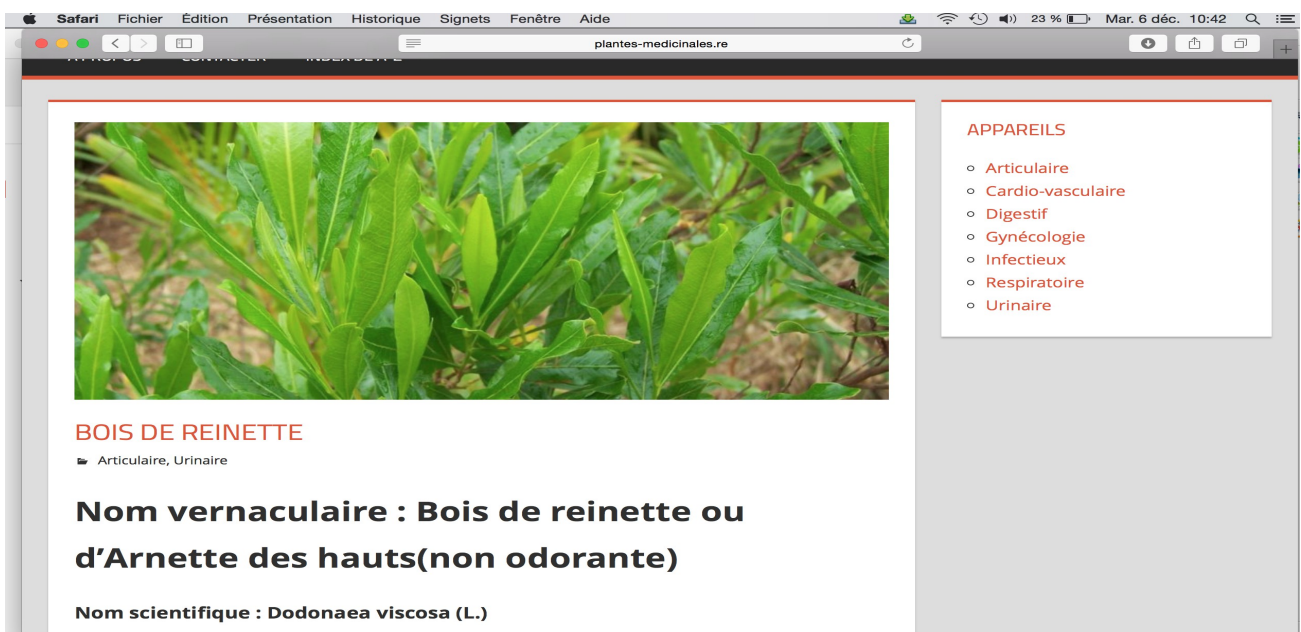 Safari Fichier Édition Présentation Historique Signets Fenêtre Aide 23 % Mar. 6 déc. 10:42
plantes-medicinales.re
APPAREILS
Articulaire
Cardio-vasculaire
Digestif
Gynécologie
Infectieux
Respiratoire
Urinaire
BOIS DE REINETTE
Articulaire, Urinaire
Nom vernaculaire : Bois de reinette ou
d'Arnette des hauts(non odorante)
Nom scientifique : Dodonaea viscosa (L.)